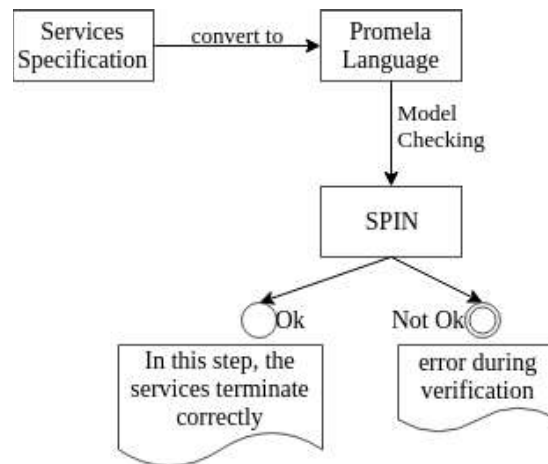 Services
Specification
convert to
Promela
Language
Model
Checking
SPIN
Ok
Not Ok
In this step, the
services terminate
correctly
error during
verification